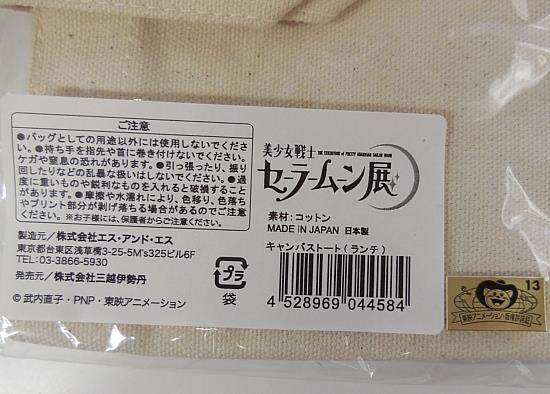 ご注意
●バッグとしての用途以外には使用しないでくださ
い。●持ち手を指先や首に巻き付けないでください。
ケガや窒息の恐れがあります。●引っ張ったり、振り
回したりなどの乱暴な扱いはしないでください。●過
度に重いものや鋭利なものを入れると破損すること
があります。●摩擦や水濡れにより、色移り、色落ち
やプリント部分が剥げ落ちる場合があるのでご注意
ください。※お子様には、保護者からご注意ください。
製造元／株式会社エス・アンド・エス
東京都台東区浅草橋3-25-5M's325ビル6F
TEL:03-3866-5930
発売元／株式会社三越伊勢丹
© 武内直子・PNP・東映アニメーション
プラ
袋
美少女戦士
THE EXHIBITION of PRETTY GUARDIAN SAILOR MOON
セーラームーン展
素材：コットン
MADE IN JAPAN 日本製
キャンバストート（ランチ）
4 528969 044584
13
東映アニメーション・版権許諾証